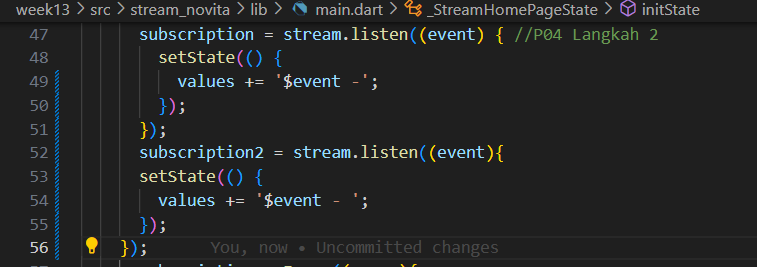 week13 > src > stream_novita > lib > main.dart > _StreamHomePageState > initState
47 subscription = stream.listen((event) { //P04 Langkah 2
48 setState(() {
49 values += '$event -';
50 });
51 });
52 subscription2 = stream.listen((event){
53 setState(() {
54 values += '$event - ';
55 });
56 }); You, now • Uncommitted changes